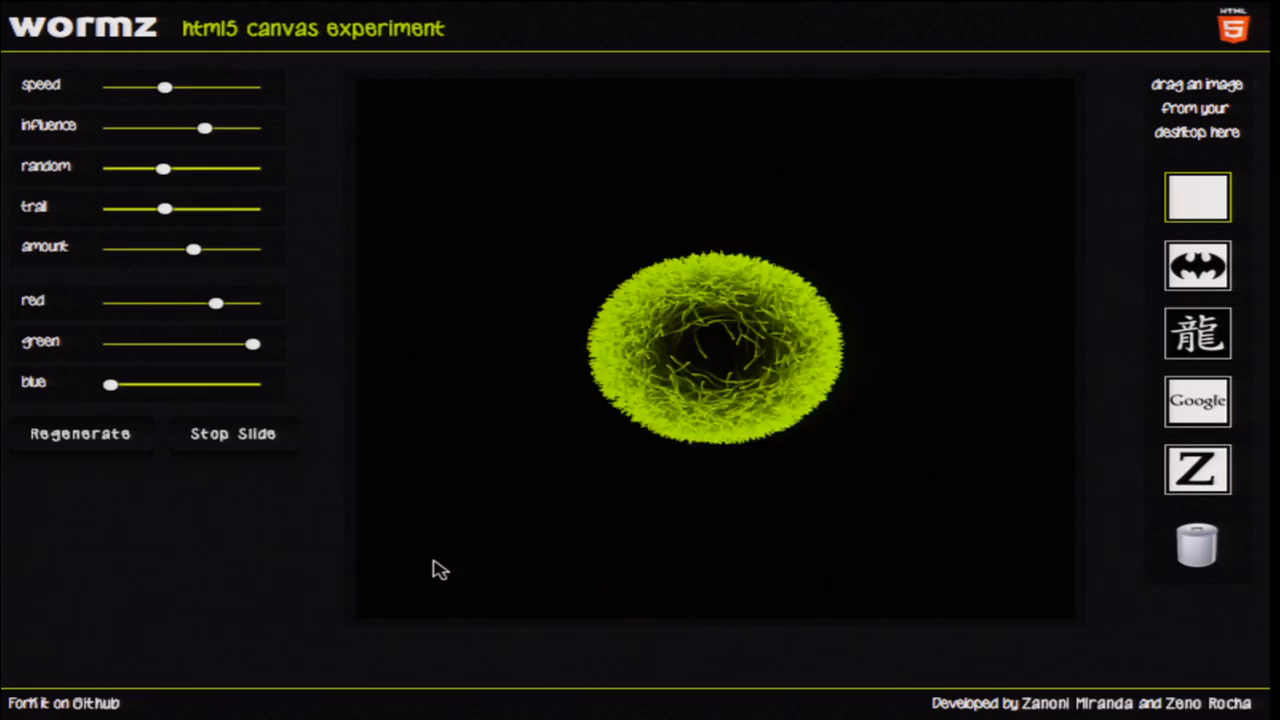 wormz html5 canvas experiment
HTML
5
speed
influence
random
trail
amount
red
green
blue
Regenerate Stop Slide
drag an image
from your
desktop here
龍
Google
Z
Fork it on Github
Developed by Zanoni Miranda and Zeno Rocha